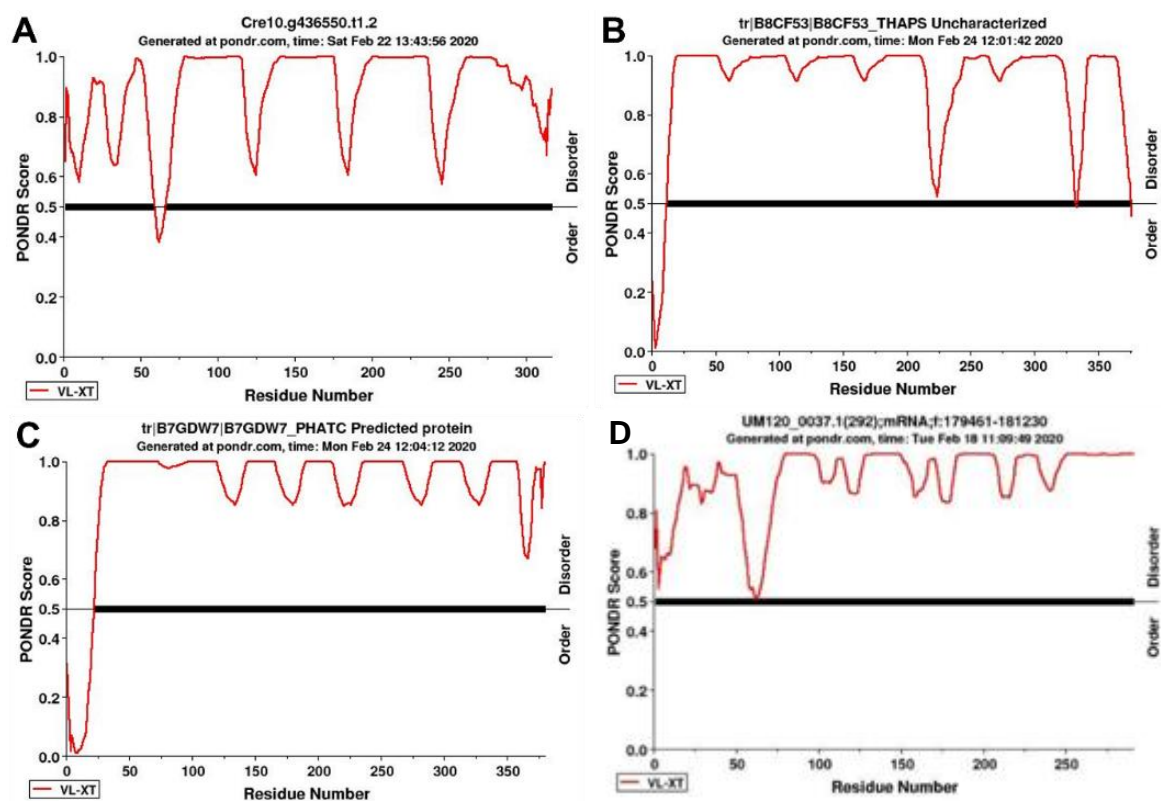 A
Cre10.g436550.t1.2
Generated at pondr.com, time: Sat Feb 22 13:43:56 2020
PONDR Score
1.0
0.8
0.6
0.5
0.4
0.2
0.0
Disorder
Order
0 50 100 150 200 250 300
VL-XT
Residue Number
B
tr|B8CF53|B8CF53_THAPS Uncharacterized
Generated at pondr.com, time: Mon Feb 24 12:01:42 2020
PONDR Score
1.0
0.8
0.6
0.5
0.4
0.2
0.0
Disorder
Order
0 50 100 150 200 250 300 350
VL-XT
Residue Number
C
tr|B7GDW7|B7GDW7_PHATC Predicted protein
Generated at pondr.com, time: Mon Feb 24 12:04:12 2020
PONDR Score
1.0
0.8
0.6
0.5
0.4
0.2
0.0
Disorder
Order
0 50 100 150 200 250 300 350
VL-XT
Residue Number
D
UM120_0037.1(292);mRNA;f:179461-181230
Generated at pondr.com, time: Tue Feb 18 11:09:49 2020
PONDR Score
1.0
0.8
0.6
0.5
0.4
0.2
0.0
Disorder
Order
0 50 100 150 200 250
VL-XT
Residue Number